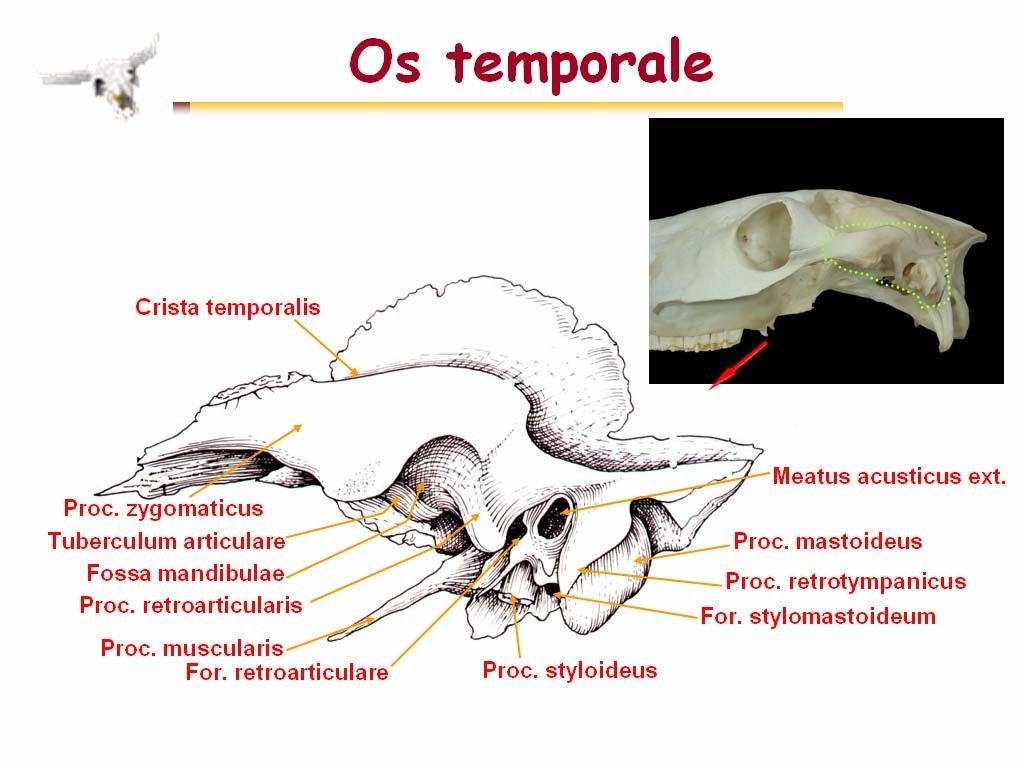 Os temporale
Crista temporalis
Meatus acusticus ext.
Proc. zygomaticus
Tuberculum articulare
Proc. mastoideus
Fossa mandibulae
Proc. retrotympanicus
Proc. retroarticularis
For. stylomastoideum
Proc. muscularis
For. retroarticulare
Proc. styloideus